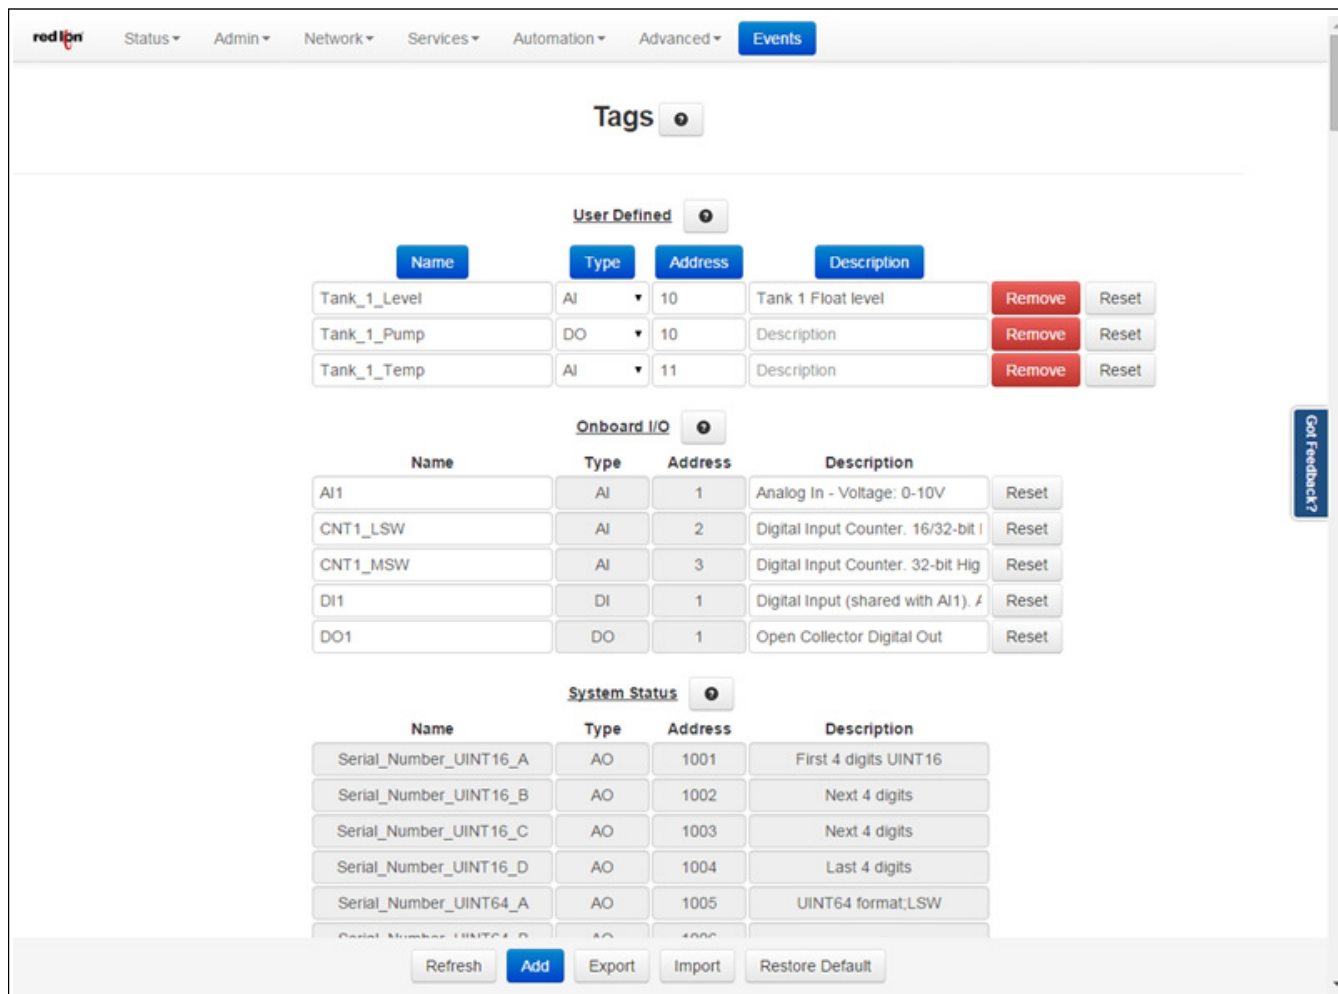 red lion Status Admin Network Services Automation Advanced Events
Tags
User Defined
Name Type Address Description
Tank_1_Level AI 10 Tank 1 Float level Remove Reset
Tank_1_Pump DO 10 Description Remove Reset
Tank_1_Temp AI 11 Description Remove Reset
Onboard I/O
Name Type Address Description
AI1 AI 1 Analog In - Voltage: 0-10V Reset
CNT1_LSW AI 2 Digital Input Counter. 16/32-bit Reset
CNT1_MSW AI 3 Digital Input Counter. 32-bit Hig Reset
DI1 DI 1 Digital Input (shared with AI1). Reset
DO1 DO 1 Open Collector Digital Out Reset
Got Feedback?
System Status
Name Type Address Description
Serial_Number_UINT16_A AO 1001 First 4 digits UINT16
Serial_Number_UINT16_B AO 1002 Next 4 digits
Serial_Number_UINT16_C AO 1003 Next 4 digits
Serial_Number_UINT16_D AO 1004 Last 4 digits
Serial_Number_UINT64_A AO 1005 UINT64 format;LSW
Refresh Add Export Import Restore Default